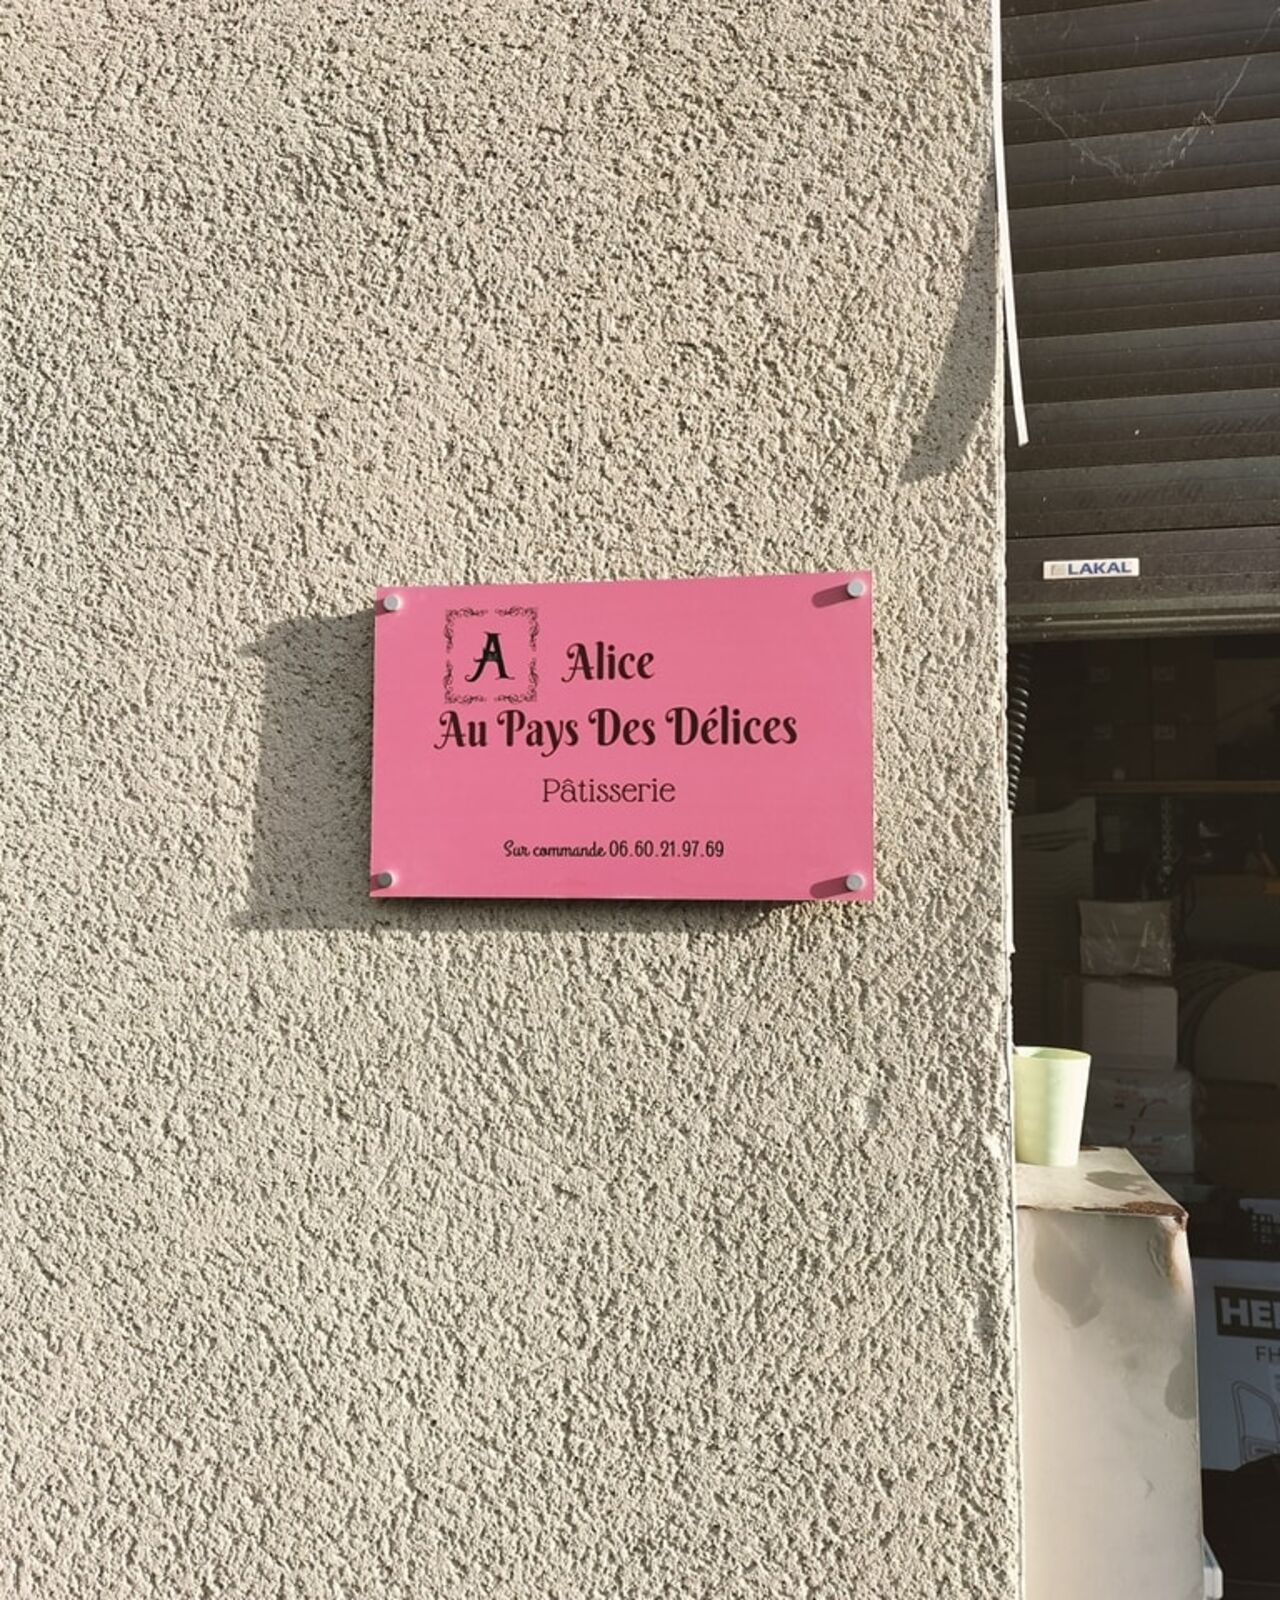 A
Alice
Au Pays Des Délices
Pâtisserie
Sur commande 06.60.21.97.69
LAKAL